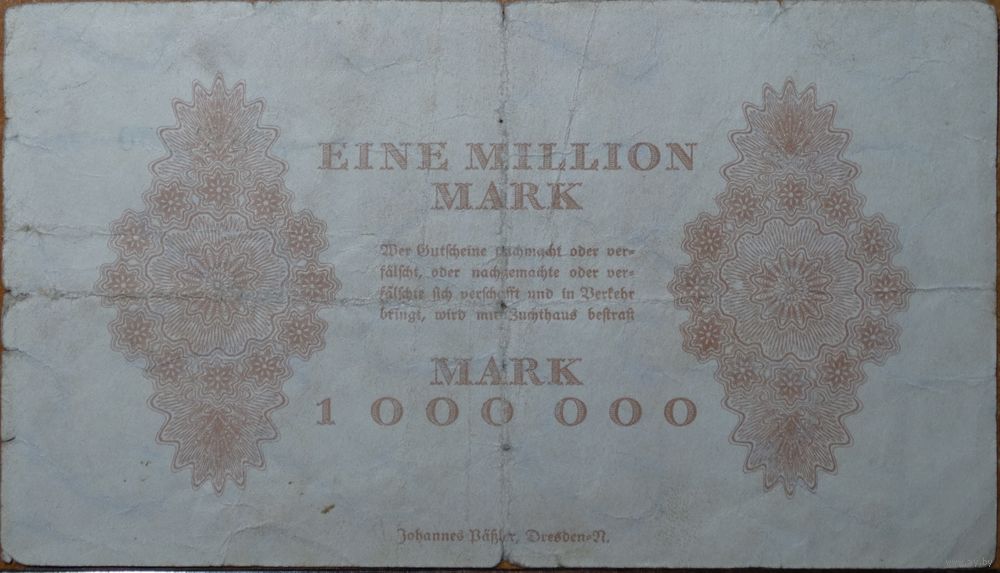 EINE MILLION
MARK
Wer Gutscheine nachmacht oder ver=
fälscht, oder nachgemachte oder ver=
fälschte sich verschafft und in Verkehr
bringt, wird mit Zuchthaus bestraft
MARK
1 000 000
Johannes Päßler, Dresden=N.